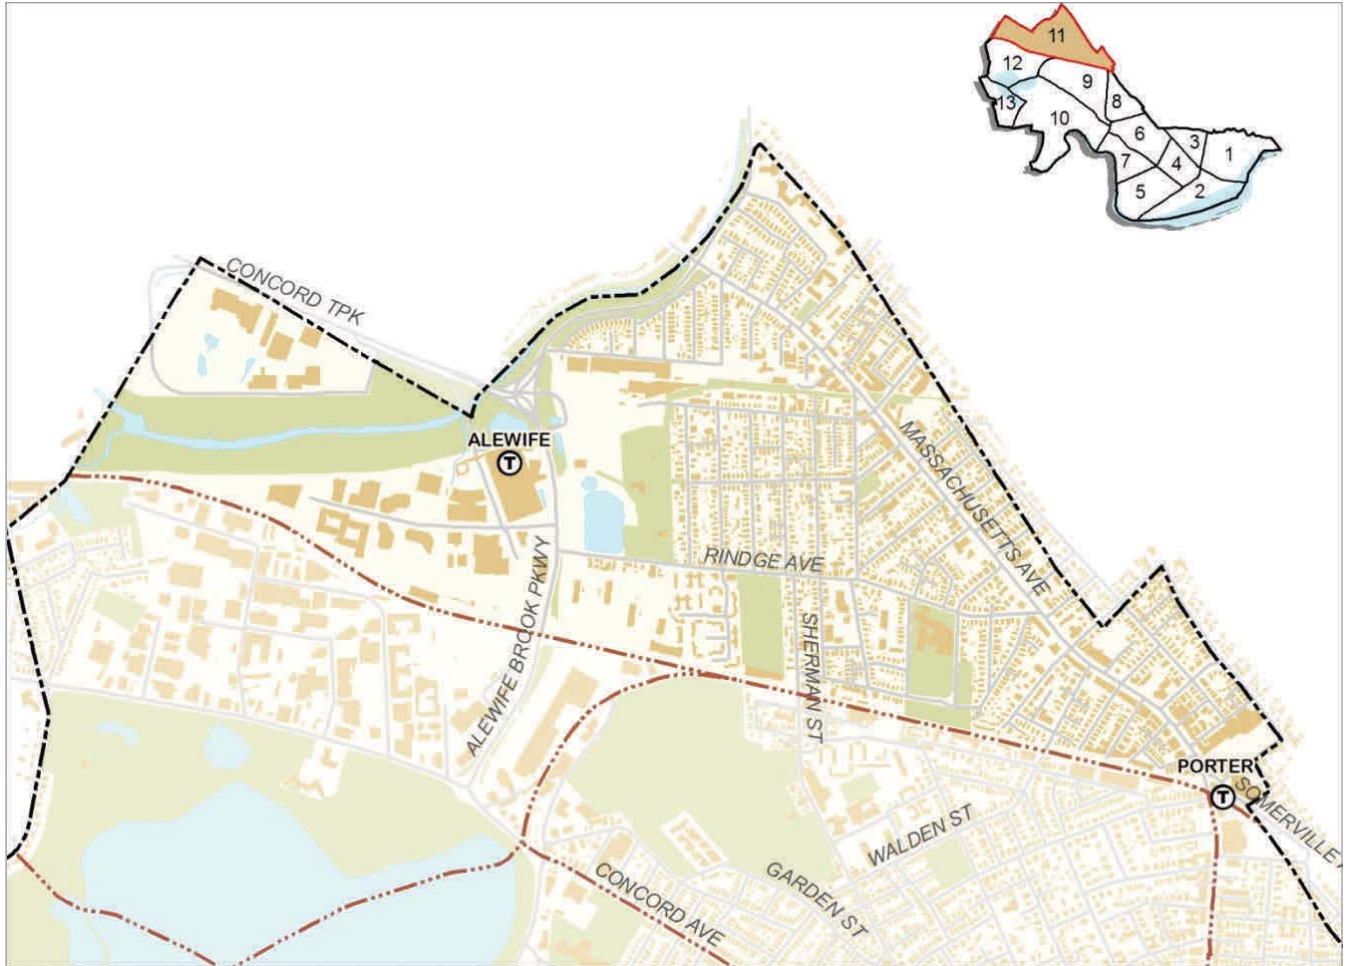 11
12
9
13
8
10
6
3
1
7
4
5
2
CONCORD TPK
ALEWIFE
T
MASSACHUSETTS AVE
RINDGE AVE
ALEWIFE BROOK PKWY
SHERMAN ST
PORTER
T
SOMERVILLE
WALDEN ST
GARDEN ST
CONCORD AVE